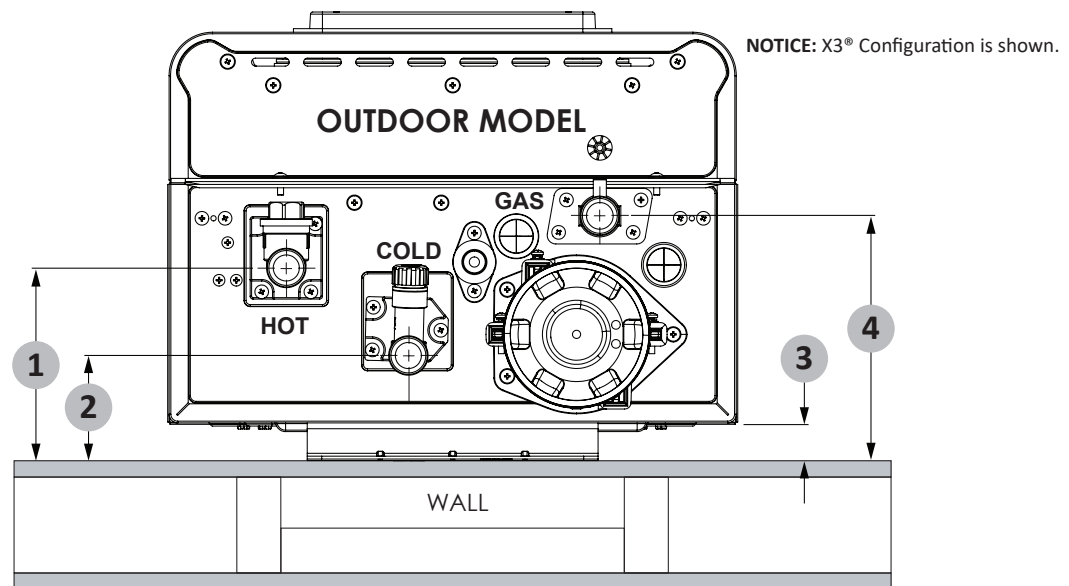 NOTICE: X3® Configuration is shown.
OUTDOOR MODEL
GAS
COLD
HOT
1
2
3
4
WALL